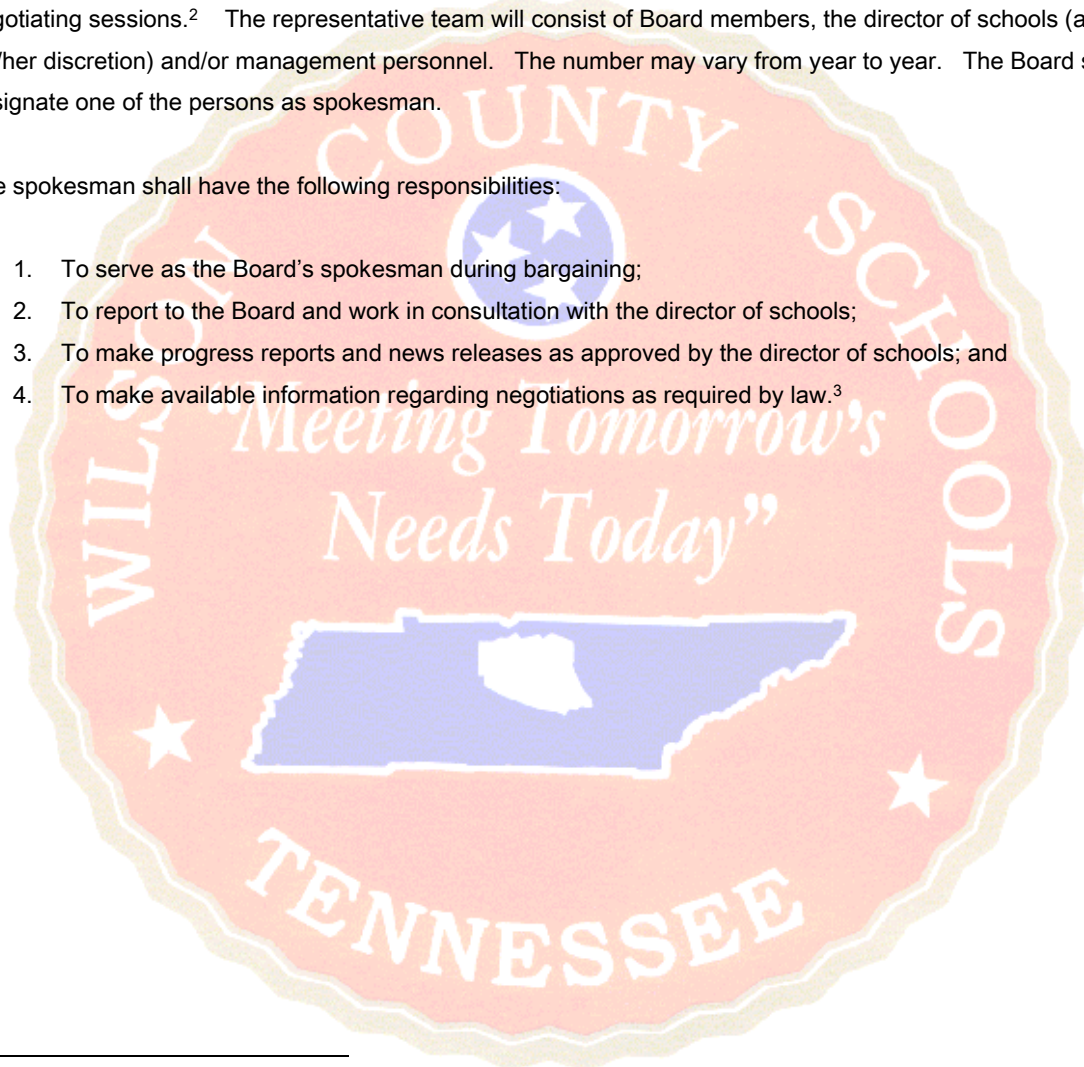 gotiating sessions.2 The representative team will consist of Board members, the director of schools (a
/her discretion) and/or management personnel. The number may vary from year to year. The Board s
signate one of the persons as spokesman.
e spokesman shall have the following responsibilities:
1. To serve as the Board's spokesman during bargaining;
2. To report to the Board and work in consultation with the director of schools;
3. To make progress reports and news releases as approved by the director of schools; and
4. To make available information regarding negotiations as required by law.3
WILSON COUNTY SCHOOLS
"Meeting Tomorrow's
Needs Today"
TENNESSEE